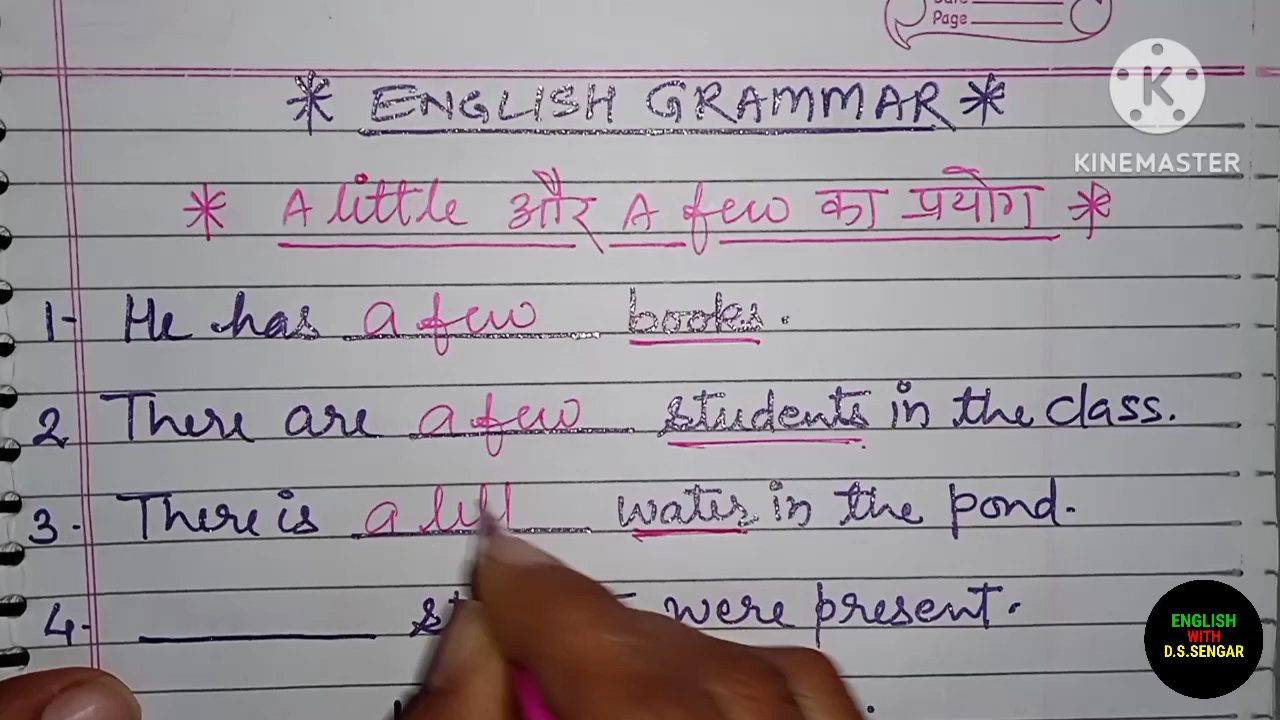 Page
K
KINEMASTER
* ENGLISH GRAMMAR *
* A little और A few का प्रयोग *
1- He has a few books.
2 There are a few students in the class.
3- There is a litt water in the pond.
4- ________ were present.
ENGLISH
WITH
D.S.SENGAR